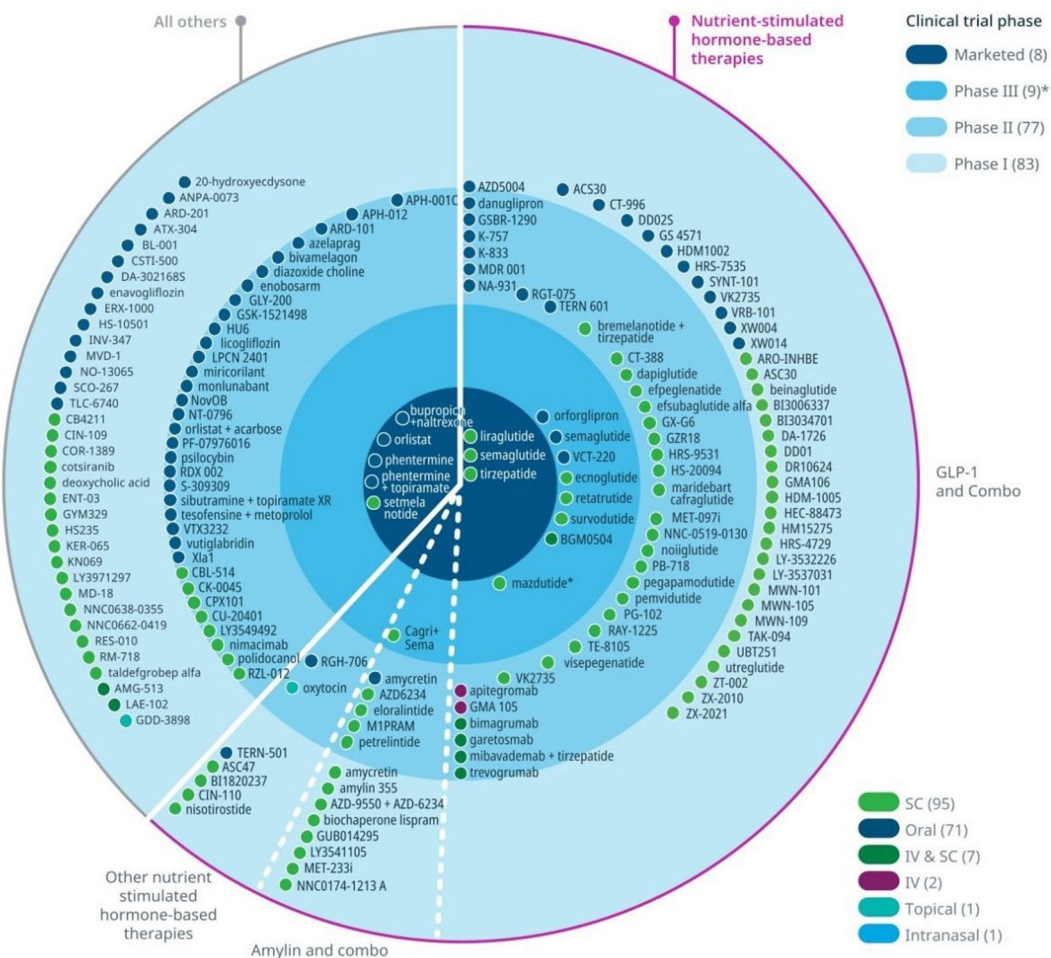 All others
Nutrient-stimulated
hormone-based
therapies
Clinical trial phase
Marketed (8)
Phase III (9)*
Phase II (77)
Phase I (83)
20-hydroxyecdysone
ANPA-0073
ARD-201
ATX-304
BL-001
CSTI-500
DA-302168S
enavogliflozin
ERX-1000
HS-10501
INV-347
MVD-1
NO-13065
SCO-267
TLC-6740
CB4211
CIN-109
COR-1389
cotsiranib
deoxycholic acid
ENT-03
GYM329
HS235
KER-065
KN069
LY3971297
MD-18
NNC0638-0355
NNC0662-0419
RES-010
RM-718
taldefgrobep alfa
AMG-513
LAE-102
GDD-3898
APH-001C
APH-012
ARD-101
azelaprag
bivamelagon
diazoxide choline
enobosarm
GLY-200
GSK-1521498
HU6
licogliflozin
LPCN 2401
miricorilant
monlunabant
NovOB
NT-0796
orlistat + acarbose
PF-07976016
psilocybin
RDX 002
S-309309
sibutramine + topiramate XR
tesofensine + metoprolol
VTX3232
vutiglabridin
Xla1
CBL-514
CK-0045
CPX101
CU-20401
LY3549492
nimacimab
polidocanol
RZL-012
bupropion
+naltrexone
orlistat
phentermine
phentermine
+ topiramate
setmela
notide
liraglutide
semaglutide
tirzepatide
orforglipron
semaglutide
VCT-220
ecnoglutide
retatrutide
survodutide
BGM0504
mazdutide*
Cagri+
Sema
AZD5004
danuglipron
GSBR-1290
K-757
K-833
MDR 001
NA-931
RGT-075
TERN 601
bremelanotide +
tirzepatide
CT-388
dapiglutide
efpeglenatide
efsubaglutide alfa
GX-G6
GZR18
HRS-9531
HS-20094
maridebart
cafraglutide
MET-097i
NNC-0519-0130
noiiglutide
PB-718
pegapamodutide
pemvidutide
PG-102
RAY-1225
TE-8105
visepegenatide
VK2735
apitegromab
GMA 105
bimagrumab
garetosmab
mibavademab + tirzepatide
trevogrumab
ACS30
CT-996
DD02S
GS 4571
HDM1002
HRS-7535
SYNT-101
VK2735
VRB-101
XW004
XW014
ARO-INHBE
ASC30
beinaglutide
BI3006337
BI3034701
DA-1726
DD01
DR10624
GMA106
HDM-1005
HEC-88473
HM15275
HRS-4729
LY-3532226
LY-3537031
MWN-101
MWN-105
MWN-109
TAK-094
UBT251
utreglutide
ZT-002
ZX-2010
ZX-2021
GLP-1
and Combo
RGH-706
oxytocin
amycretin
AZD6234
eloralintide
M1PRAM
petrelintide
TERN-501
ASC47
BI1820237
CIN-110
nisotirostide
amycretin
amylin 355
AZD-9550 + AZD-6234
biochaperone lispram
GUB014295
LY3541105
MET-233i
NNC0174-1213 A
Other nutrient
stimulated
hormone-based
therapies
Amylin and combo
SC (95)
Oral (71)
IV & SC (7)
IV (2)
Topical (1)
Intranasal (1)